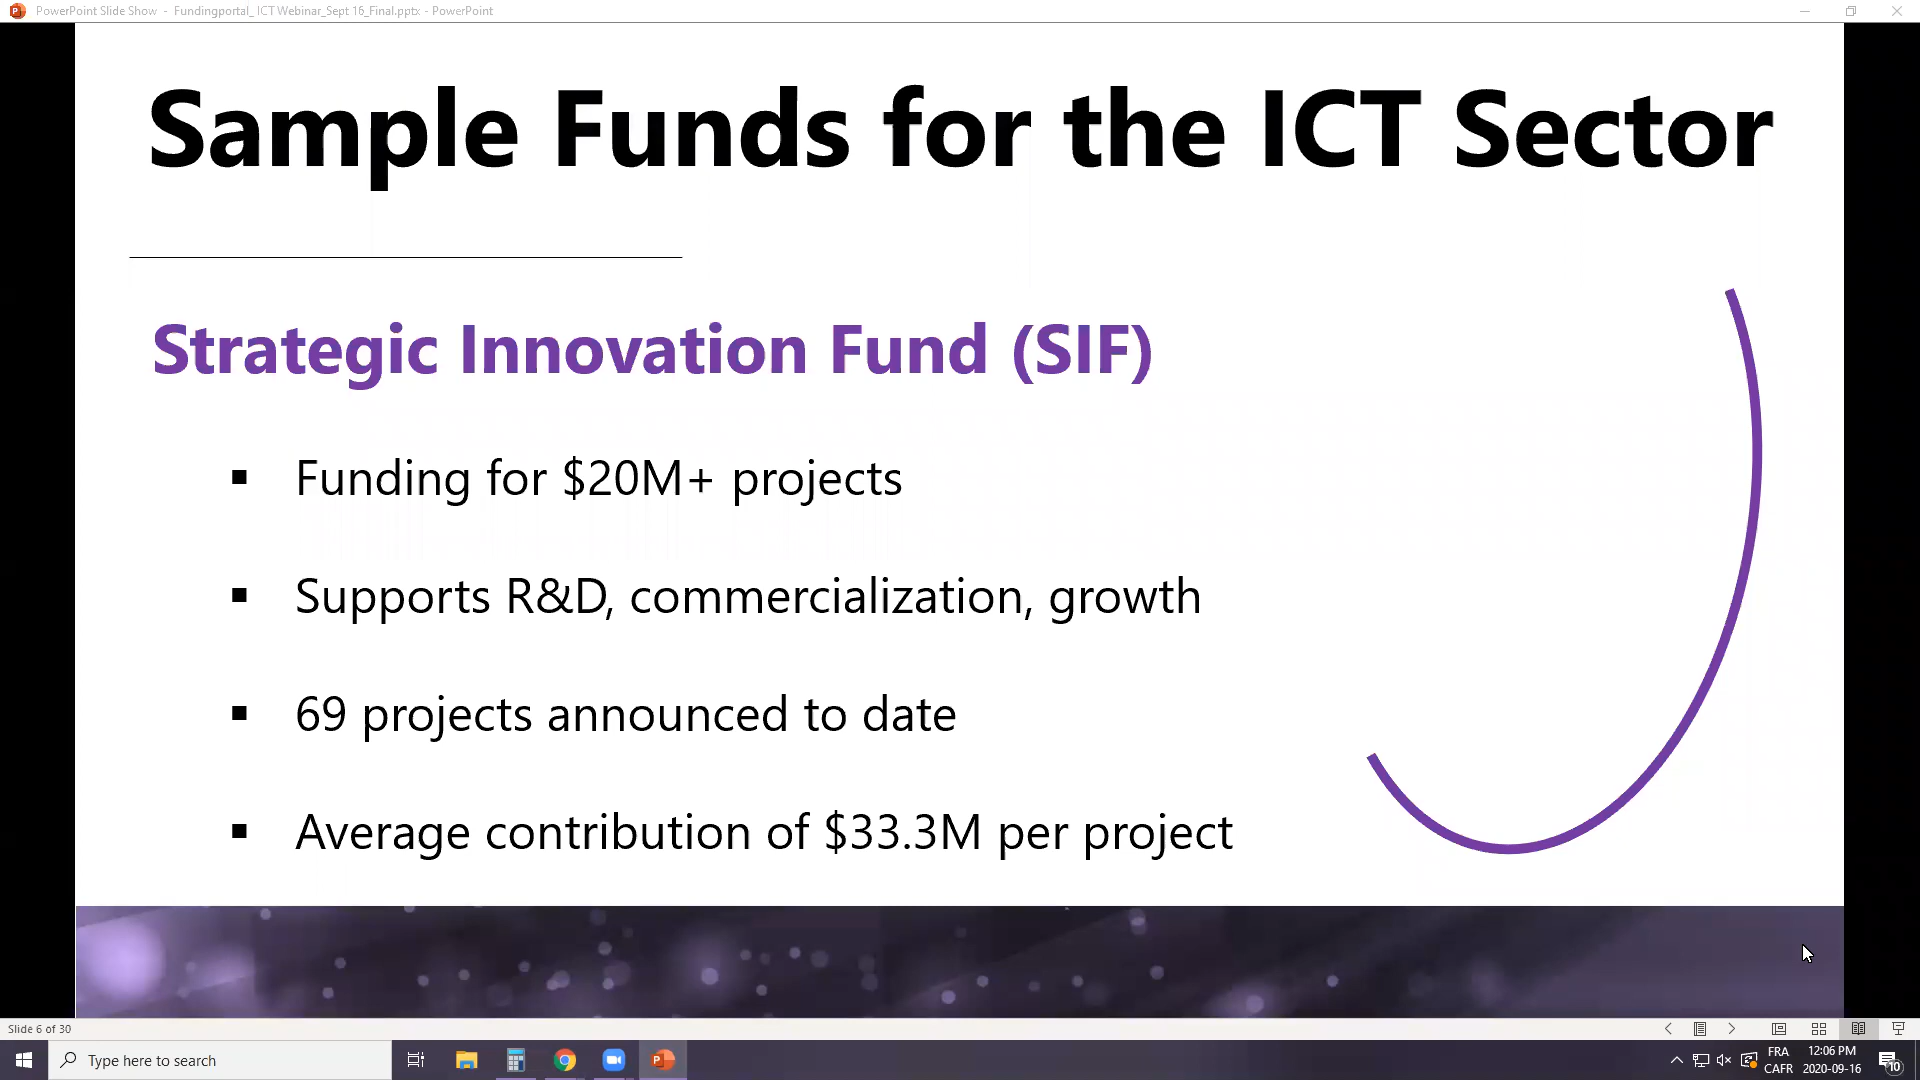 PowerPoint Slide Show - Fundingportal_ ICT Webinar_Sept 16_Final.pptx - PowerPoint
Sample Funds for the ICT Sector
Strategic Innovation Fund (SIF)
▪ Funding for $20M+ projects
▪ Supports R&D, commercialization, growth
▪ 69 projects announced to date
▪ Average contribution of $33.3M per project
Slide 6 of 30
Type here to search
FRA
CAFR
12:06 PM
2020-09-16
10